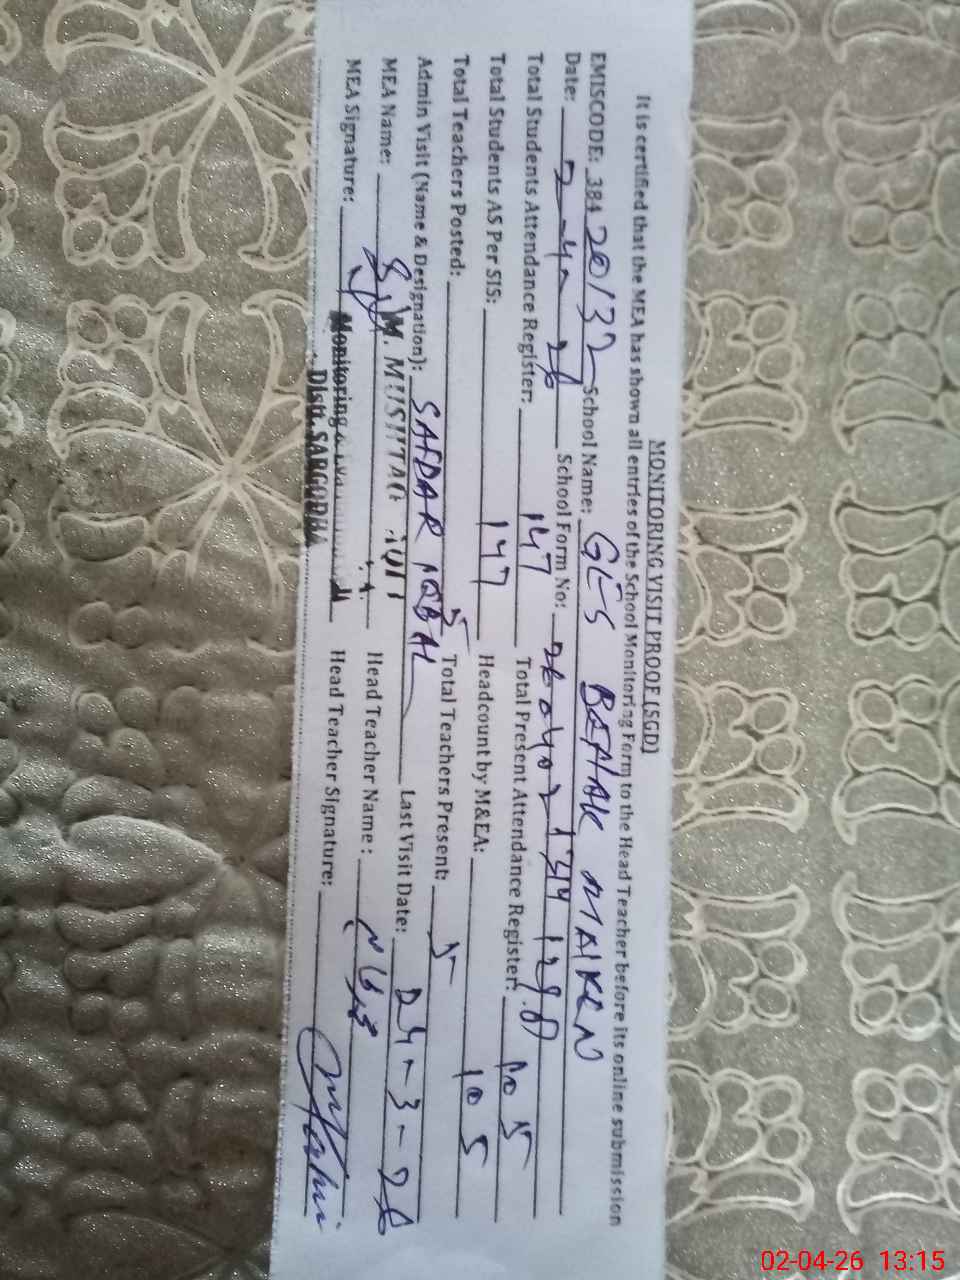 MONITORING VISIT PROOF (SGD)
It is certified that the MEA has shown all entries of the School Monitoring Form to the Head Teacher before its online submission
EMISCODE: 38420132 School Name: GES BEHAK MAIKEN
Date: 2-4-26 School Form No:
Total Students Attendance Register: 147 Total Present Attendance Register: 105
Total Students AS Per SIS: 147 Headcount by M&EA: 105
Total Teachers Posted: 5 Total Teachers Present: 5
Admin Visit (Name & Designation): SAFDAR IQBAL Last Visit Date: 24-3-26
MEA Name: M. MUSHTAQ Head Teacher Name:
MEA Signature: Monitoring Head Teacher Signature:
Distt. SARGODHA
02-04-26 13:15